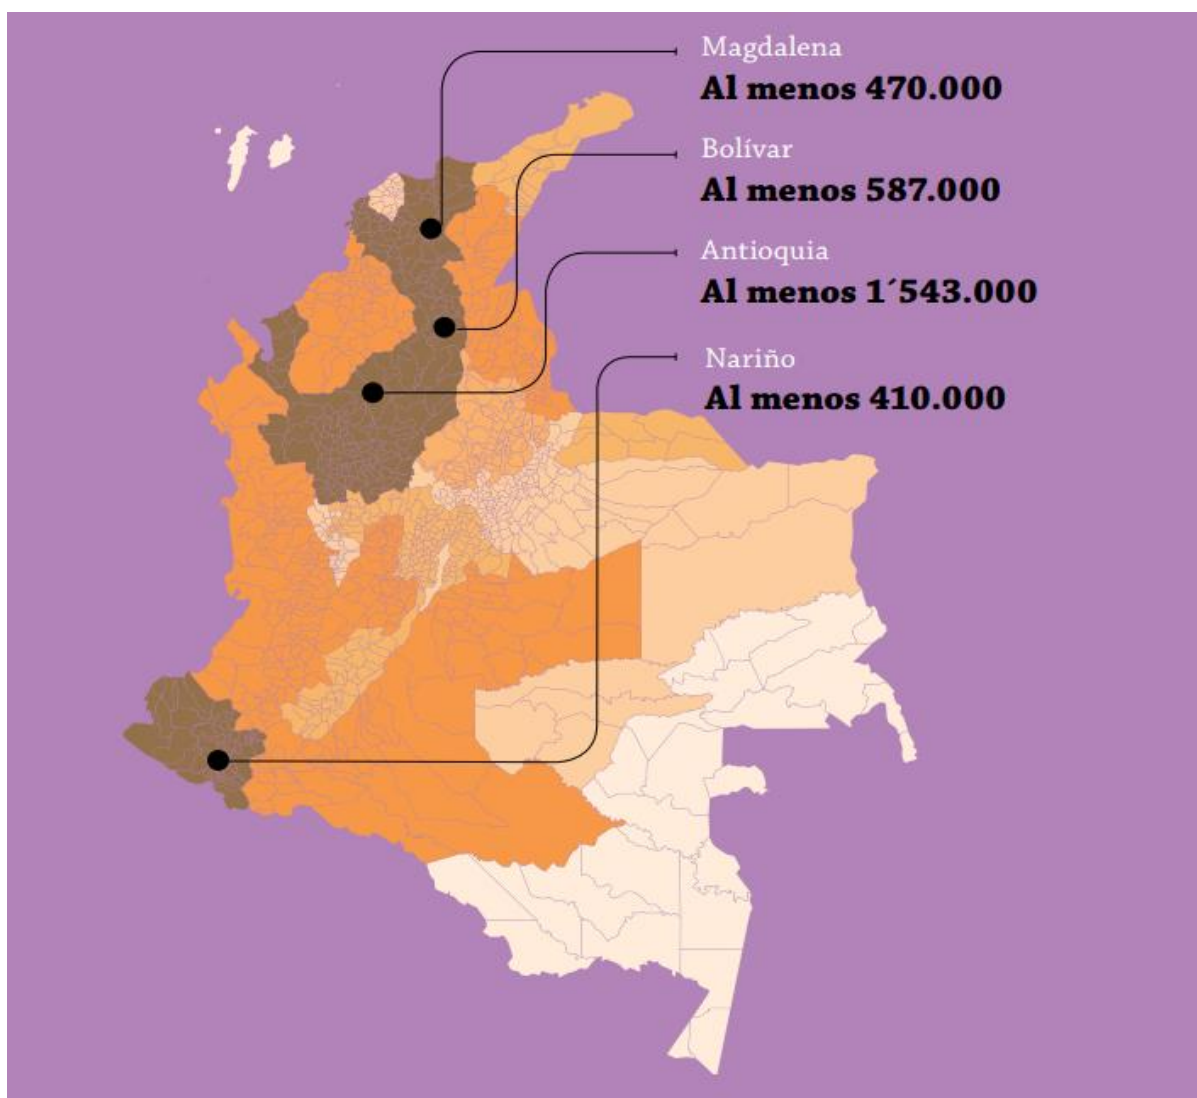 Magdalena
Al menos 470.000
Bolívar
Al menos 587.000
Antioquia
Al menos 1´543.000
Nariño
Al menos 410.000